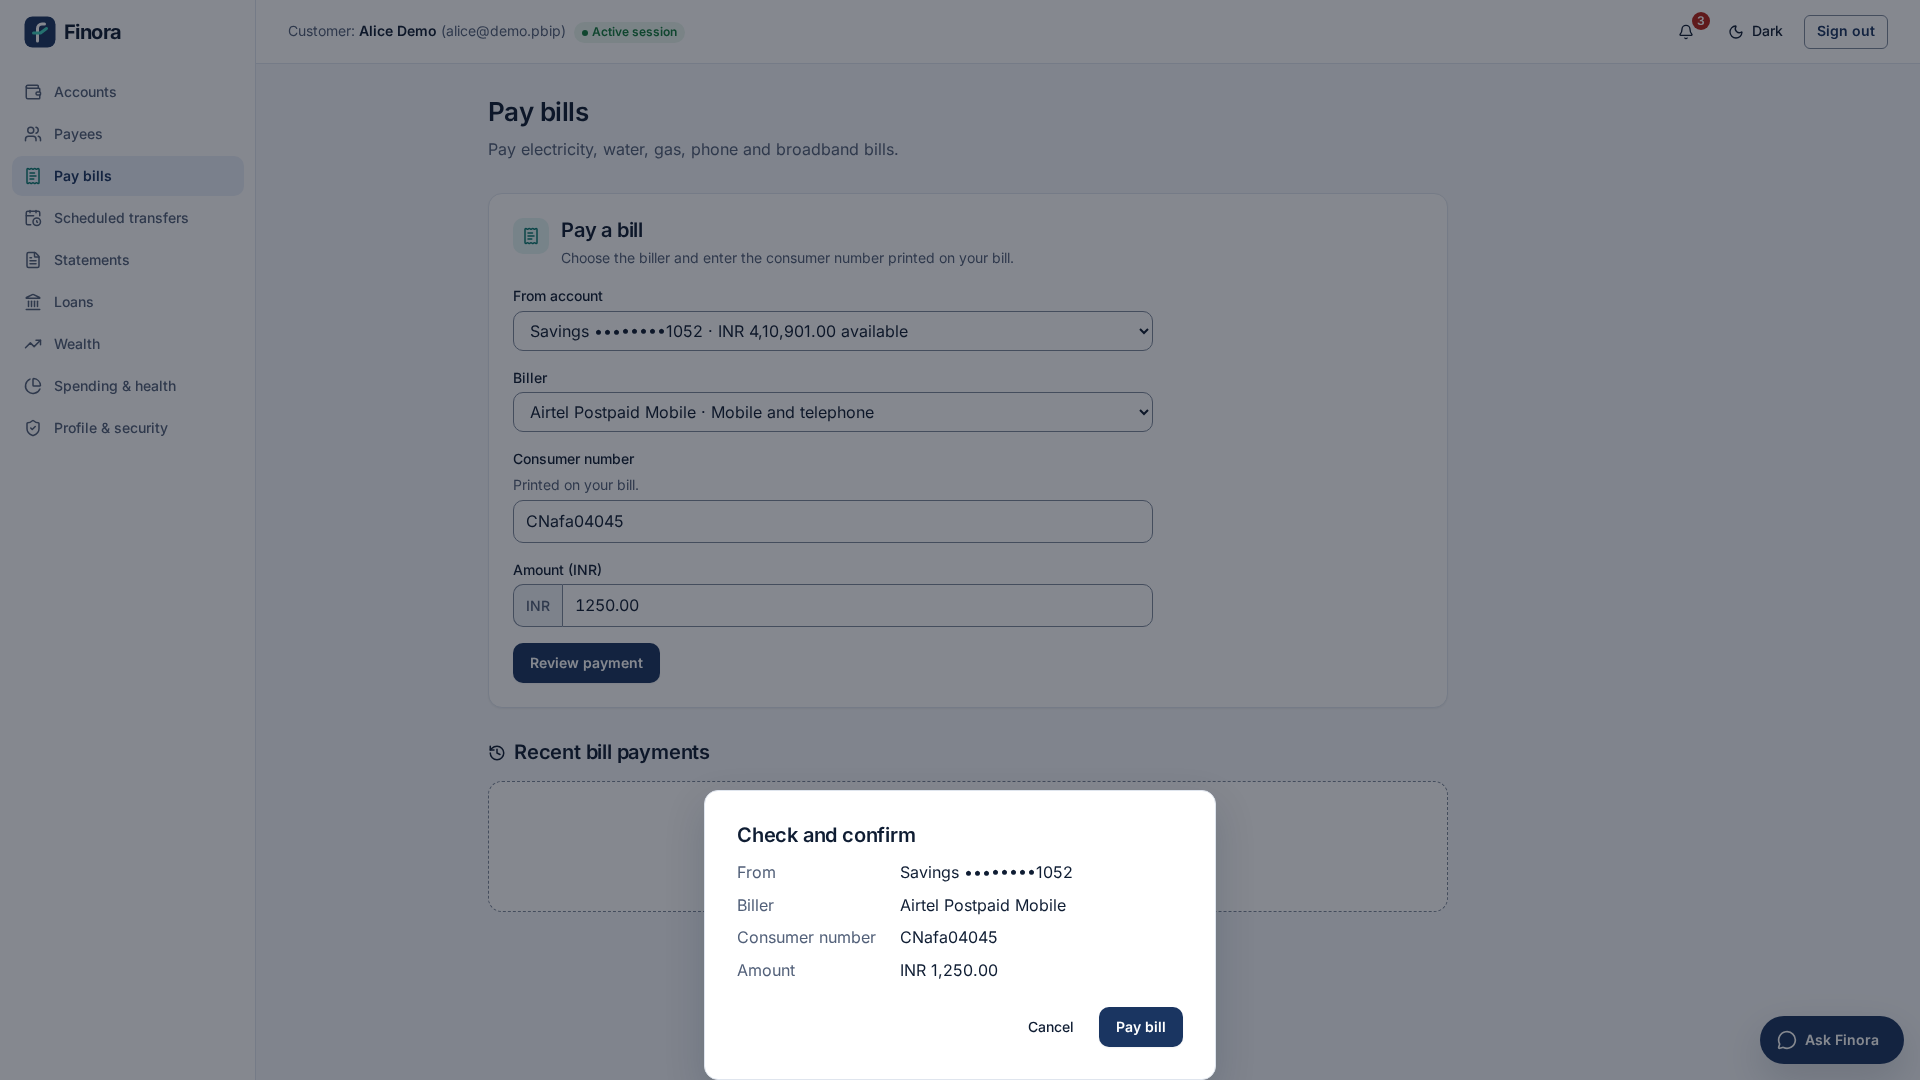 Finora
Customer: Alice Demo (alice@demo.pbip) Active session
3
Dark
Sign out
Accounts
Payees
Pay bills
Scheduled transfers
Statements
Loans
Wealth
Spending & health
Profile & security
Pay bills
Pay electricity, water, gas, phone and broadband bills.
Pay a bill
Choose the biller and enter the consumer number printed on your bill.
From account
Savings ••••••••1052 · INR 4,10,901.00 available
Biller
Airtel Postpaid Mobile · Mobile and telephone
Consumer number
Printed on your bill.
CNafa04045
Amount (INR)
INR 1250.00
Review payment
Recent bill payments
Check and confirm
From Savings ••••••••1052
Biller Airtel Postpaid Mobile
Consumer number CNafa04045
Amount INR 1,250.00
Cancel Pay bill
Ask Finora